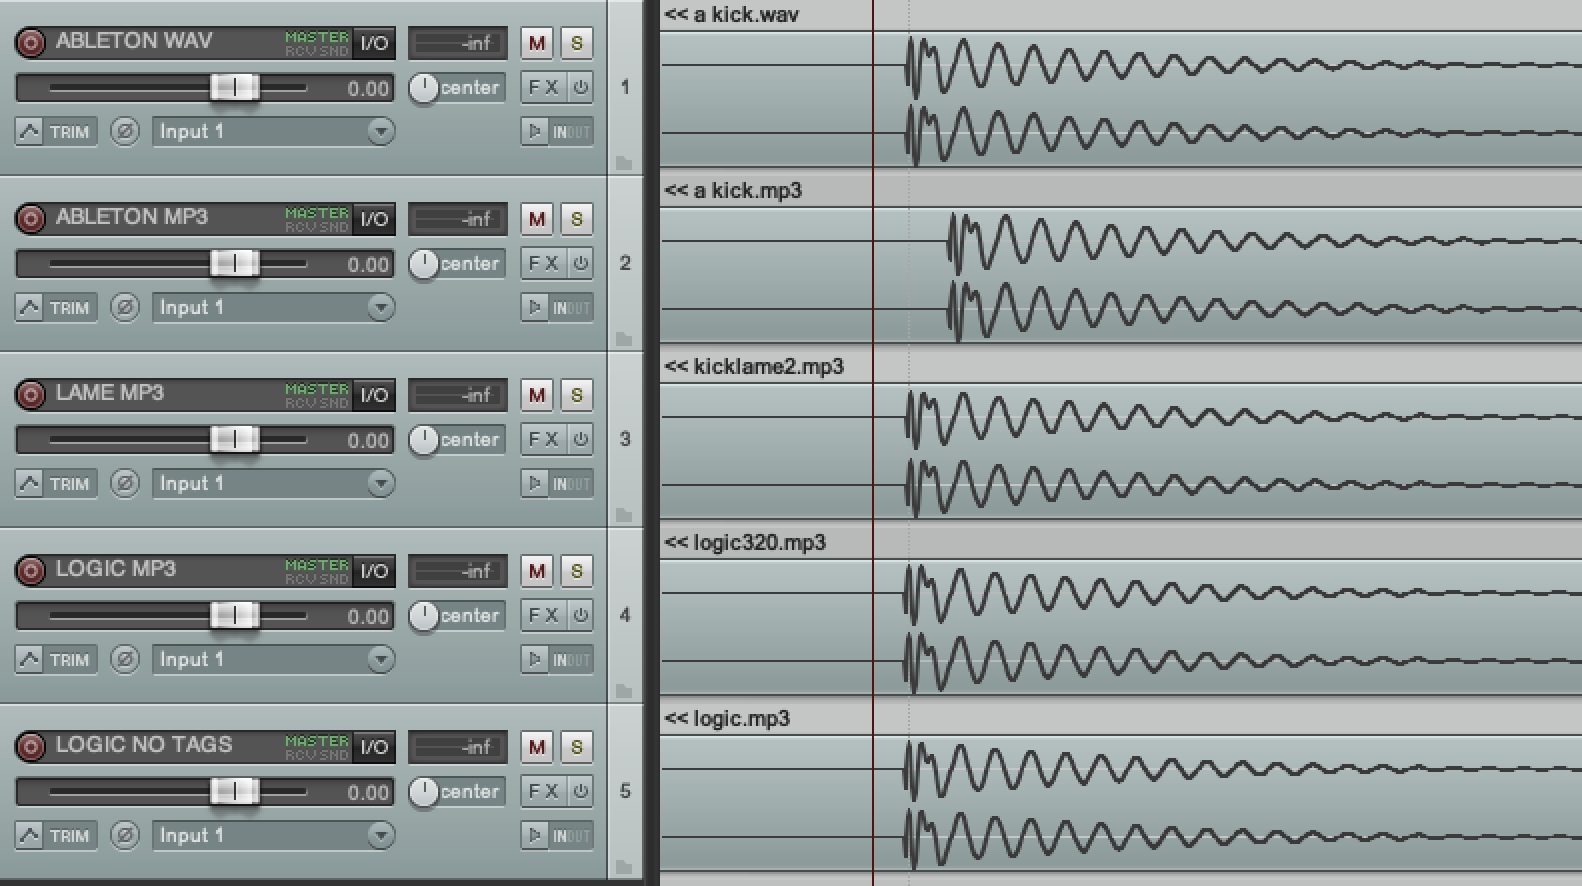 ABLETON WAV MASTER RCV SND I/O -inf M S << a kick.wav
0.00 center FX 1
TRIM Input 1 IN OUT
ABLETON MP3 MASTER RCV SND I/O -inf M S << a kick.mp3
0.00 center FX 2
TRIM Input 1 IN OUT
LAME MP3 MASTER RCV SND I/O -inf M S << kicklame2.mp3
0.00 center FX 3
TRIM Input 1 IN OUT
LOGIC MP3 MASTER RCV SND I/O -inf M S << logic320.mp3
0.00 center FX 4
TRIM Input 1 IN OUT
LOGIC NO TAGS MASTER RCV SND I/O -inf M S << logic.mp3
0.00 center FX 5
TRIM Input 1 IN OUT